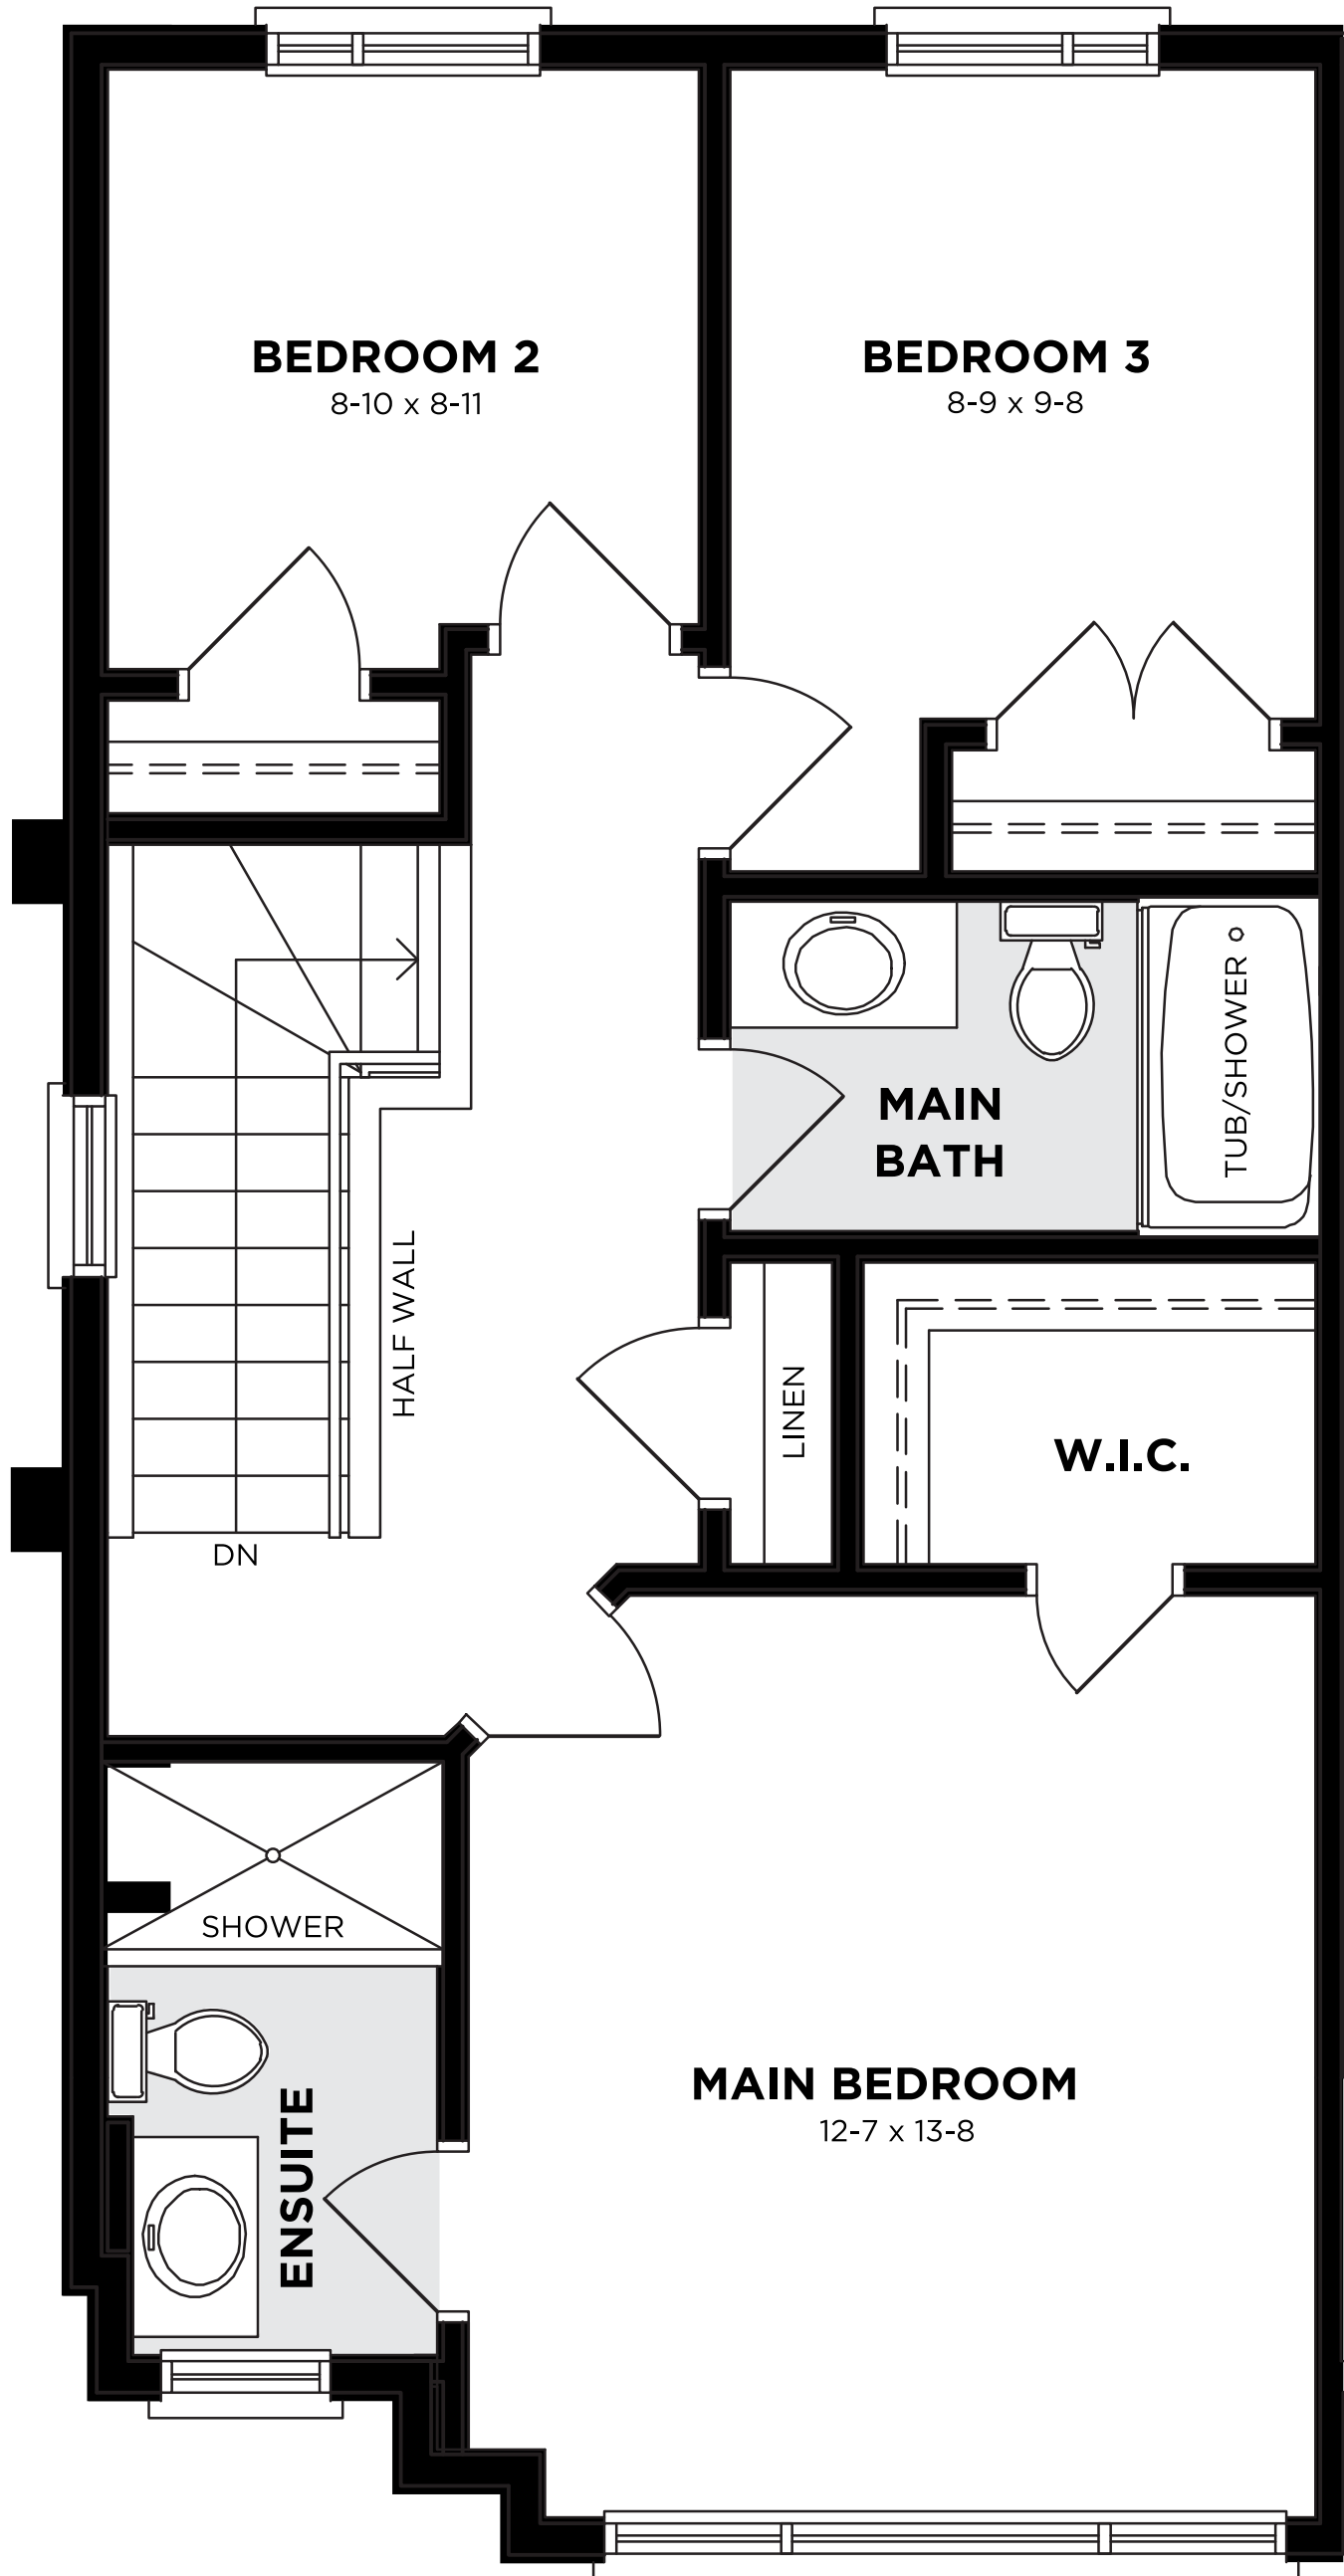 BEDROOM 2
8-10 x 8-11
BEDROOM 3
8-9 x 9-8
TUB/SHOWER
MAIN
BATH
HALF WALL
LINEN
W.I.C.
DN
SHOWER
ENSUITE
MAIN BEDROOM
12-7 x 13-8